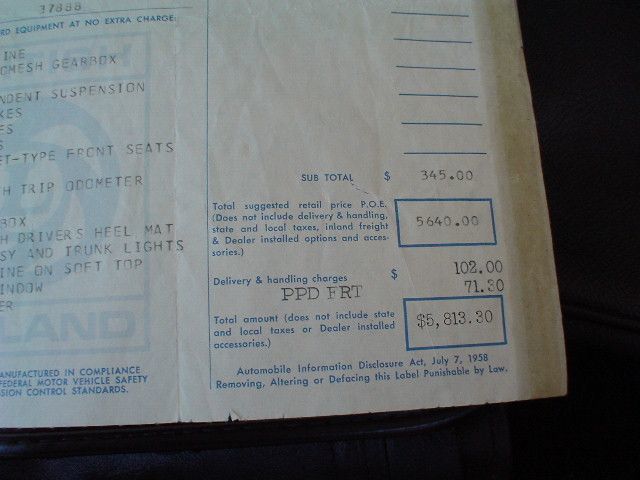 37888
RD EQUIPMENT AT NO EXTRA CHARGE
INE
OMESH GEARBOX
NDENT SUSPENSION
KES
ES
S
ET-TYPE FRONT SEATS
H TRIP ODOMETER
BOX
H DRIVERS HEEL MAT
SY AND TRUNK LIGHTS
INE ON SOFT TOP
INDOW
ER
LAND
ANUFACTURED IN COMPLIANCE
FEDERAL MOTOR VEHICLE SAFETY
SSION CONTROL STANDARDS.
SUB TOTAL $ 345.00
Total suggested retail price P.O.E.
(Does not include delivery & handling,
state and local taxes, inland freight
& Dealer installed options and acces-
sories.)
5640.00
Delivery & handling charges $ 102.00
PPD FRT 71.30
Total amount (does not include state
and local taxes or Dealer installed
accessories.)
$5,813.30
Automobile Information Disclosure Act, July 7, 1958
Removing, Altering or Defacing this Label Punishable by Law.